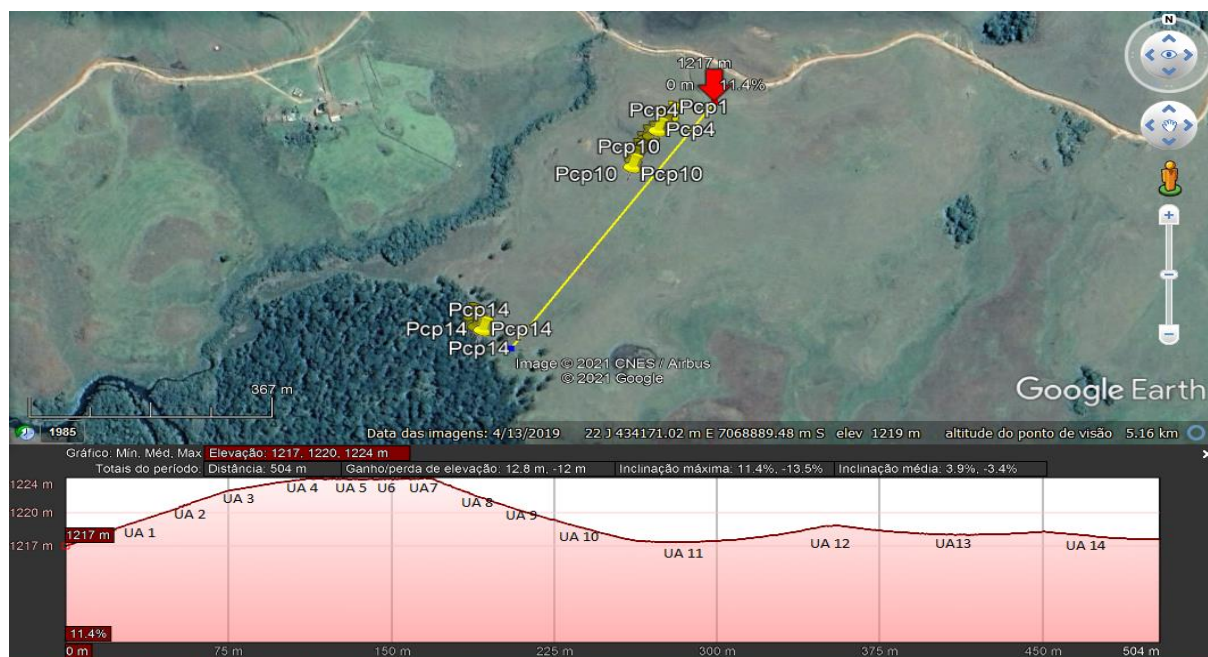 N
1217 m
0 m 11.4%
Pcp4 Pcp1
Pcp4
Pcp10
Pcp10 Pcp10
Pcp14
Pcp14 Pcp14
Pcp14
Image © 2021 CNES / Airbus
© 2021 Google
367 m
Google Earth
1985
Data das imagens: 4/13/2019 22 J 434171.02 m E 7068889.48 m S elev 1219 m altitude do ponto de visão 5.16 km
Gráfico: Mín, Méd, Max Elevação: 1217, 1220, 1224 m
Totais do período: Distância: 504 m Ganho/perda de elevação: 12.8 m, -12 m Inclinação máxima: 11.4%, -13.5% Inclinação média: 3.9%, -3.4%
1224 m
1220 m
1217 m
1217 m
UA 1
UA 2
UA 3
UA 4
UA 5
U6
UA7
UA 8
UA 9
UA 10
UA 11
UA 12
UA13
UA 14
11.4%
0 m 75 m 150 m 225 m 300 m 375 m 450 m 504 m